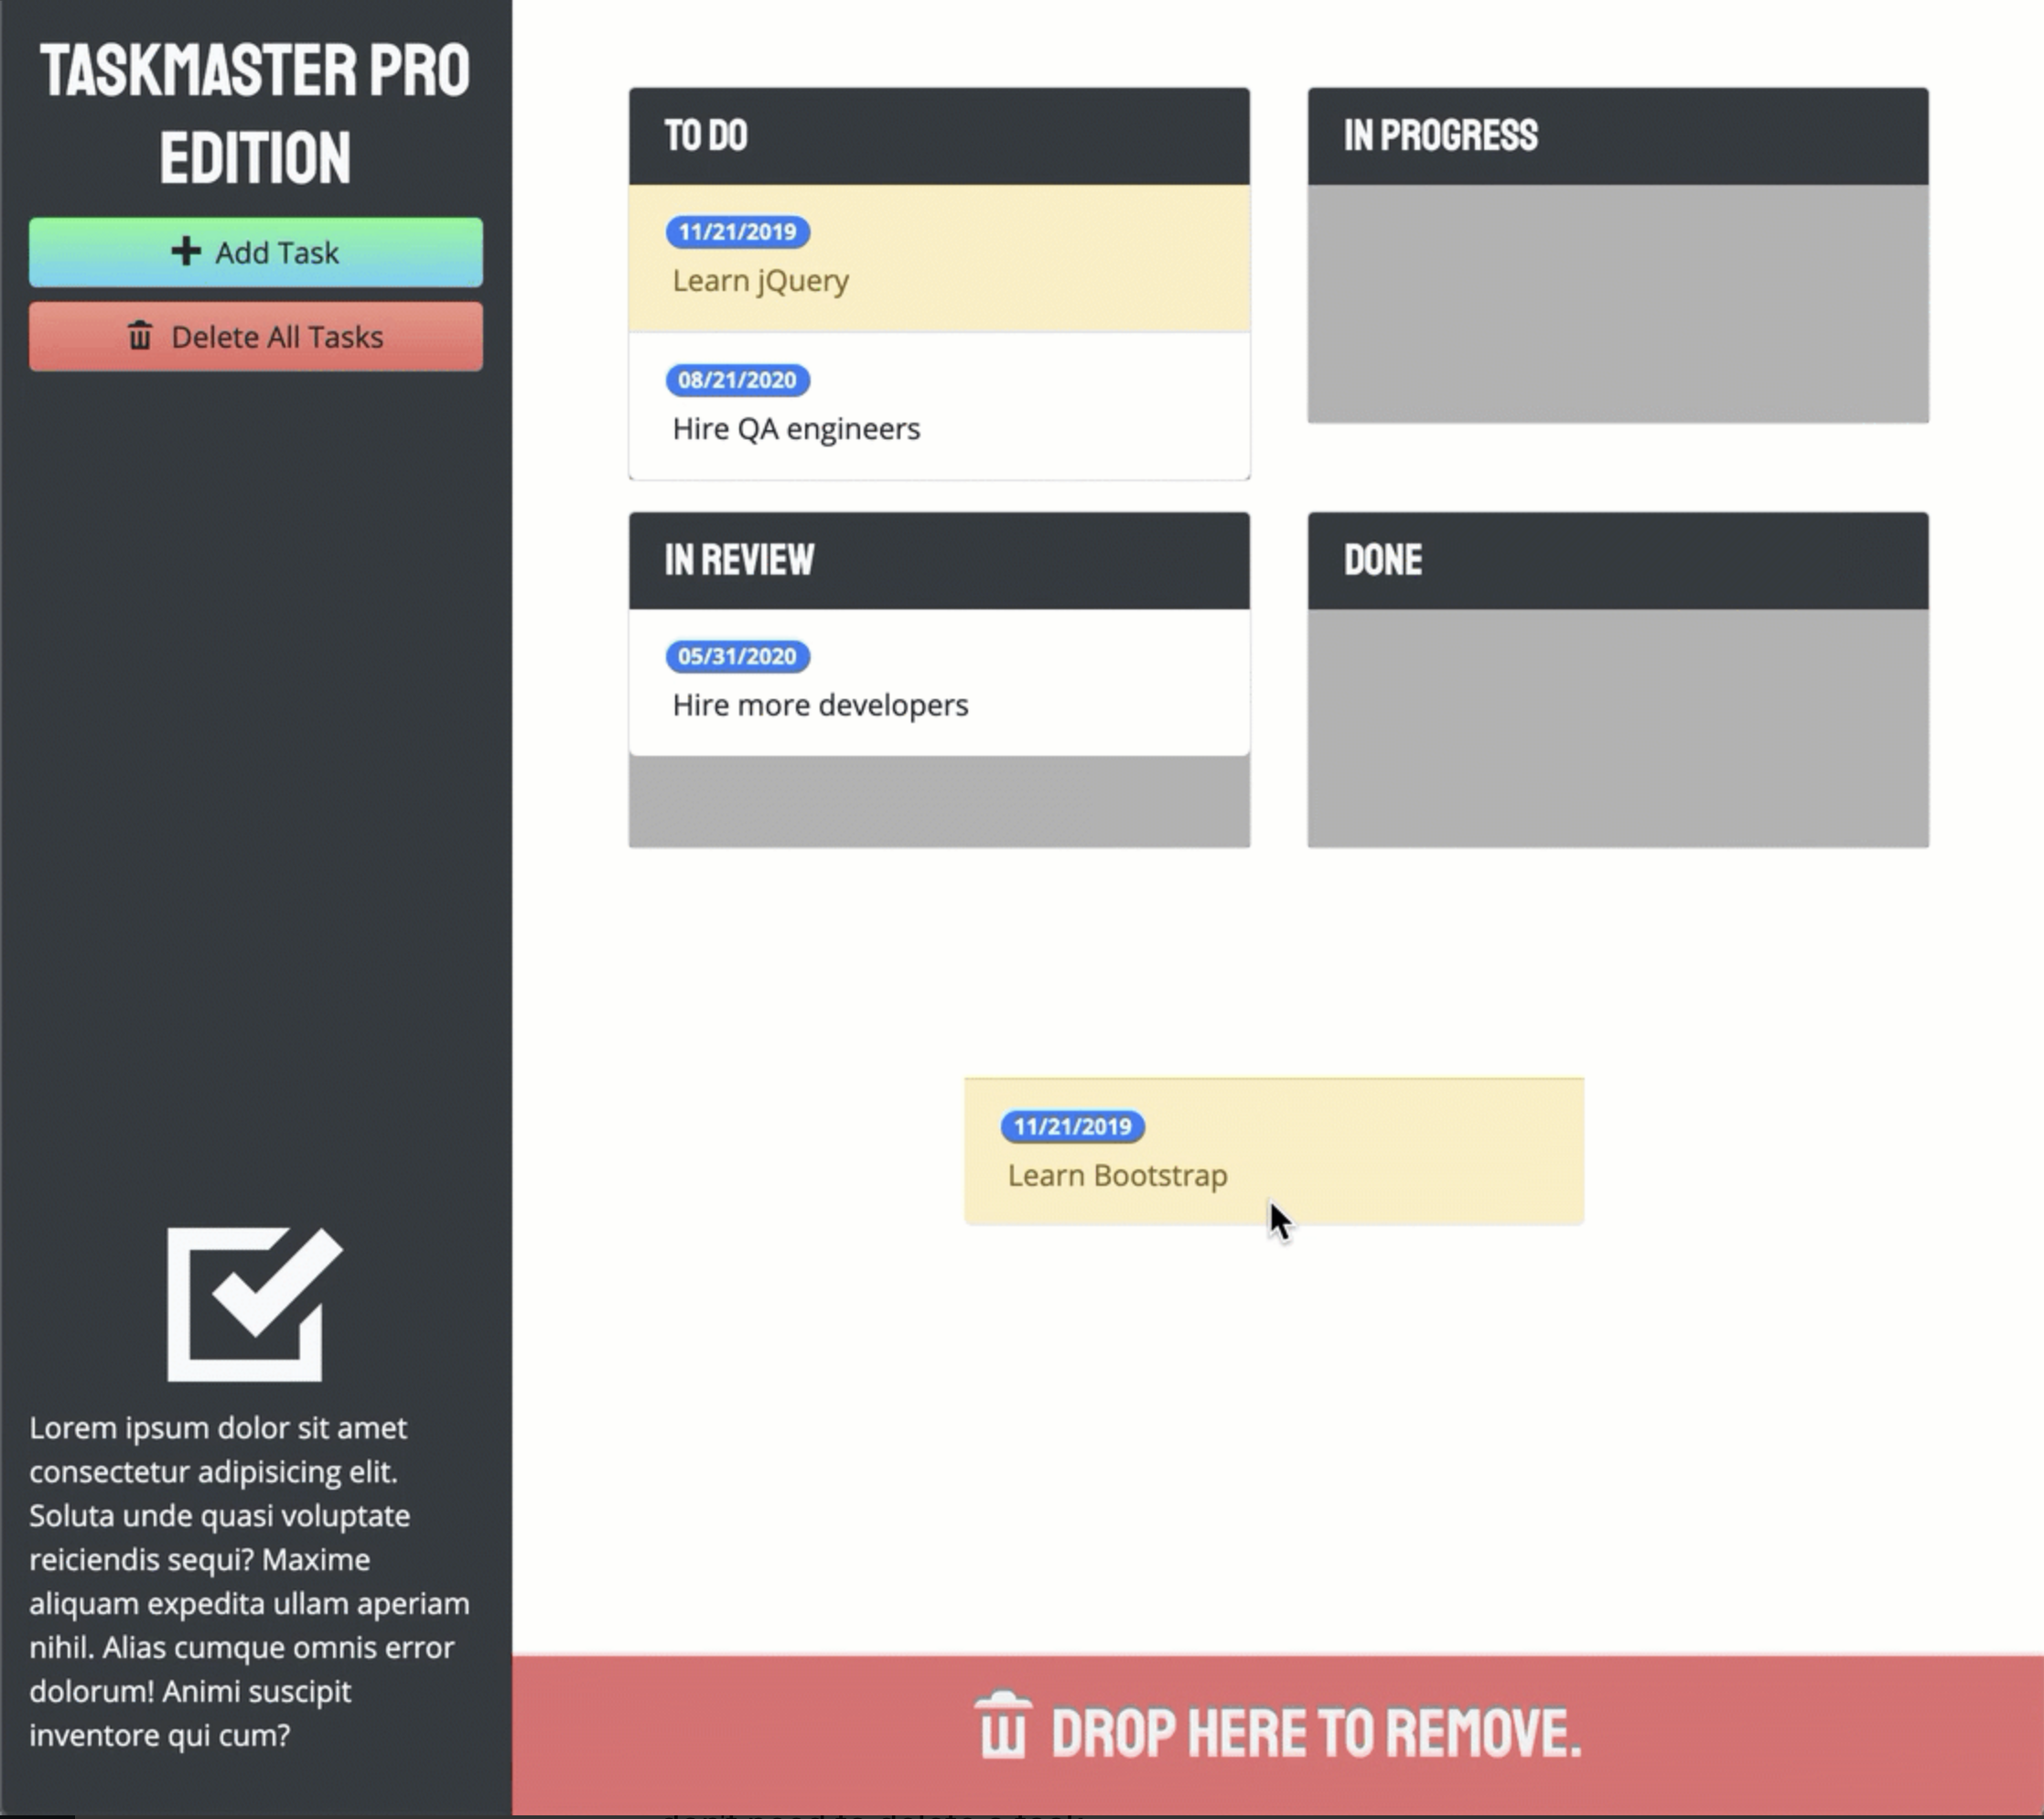 TASKMASTER PRO
EDITION
Add Task
Delete All Tasks
TO DO
11/21/2019
Learn jQuery
08/21/2020
Hire QA engineers
IN PROGRESS
IN REVIEW
05/31/2020
Hire more developers
DONE
11/21/2019
Learn Bootstrap
Lorem ipsum dolor sit amet
consectetur adipisicing elit.
Soluta unde quasi voluptate
reiciendis sequi? Maxime
aliquam expedita ullam aperiam
nihil. Alias cumque omnis error
dolorum! Animi suscipit
inventore qui cum?
DROP HERE TO REMOVE.